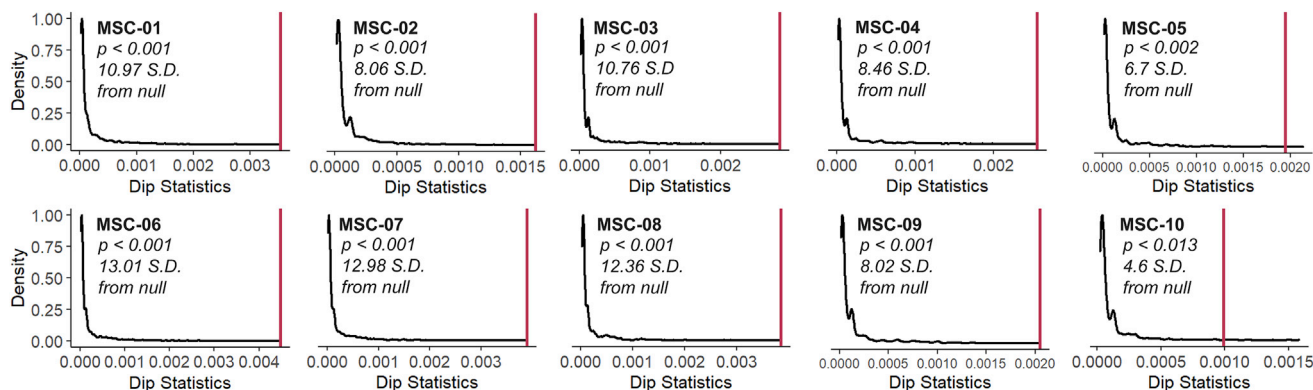 Density
1.00
0.75
0.50
0.25
0.00
MSC-01
p < 0.001
10.97 S.D.
from null
0.000 0.001 0.002 0.003
Dip Statistics
MSC-02
p < 0.001
8.06 S.D.
from null
0.0000 0.0005 0.0010 0.0015
Dip Statistics
MSC-03
p < 0.001
10.76 S.D
from null
0.000 0.001 0.002
Dip Statistics
MSC-04
p < 0.001
8.46 S.D.
from null
0.000 0.001 0.002
Dip Statistics
MSC-05
p < 0.002
6.7 S.D.
from null
0.0000 0.0005 0.0010 0.0015 0.0020
Dip Statistics
Density
1.00
0.75
0.50
0.25
0.00
MSC-06
p < 0.001
13.01 S.D.
from null
0.000 0.001 0.002 0.003 0.004
Dip Statistics
MSC-07
p < 0.001
12.98 S.D.
from null
0.000 0.001 0.002 0.003
Dip Statistics
MSC-08
p < 0.001
12.36 S.D.
from null
0.000 0.001 0.002 0.003
Dip Statistics
MSC-09
p < 0.001
8.02 S.D.
from null
0.0000 0.0005 0.0010 0.0015 0.0020
Dip Statistics
MSC-10
p < 0.013
4.6 S.D.
from null
0.0000 0.0005 0.0010 0.0015
Dip Statistics